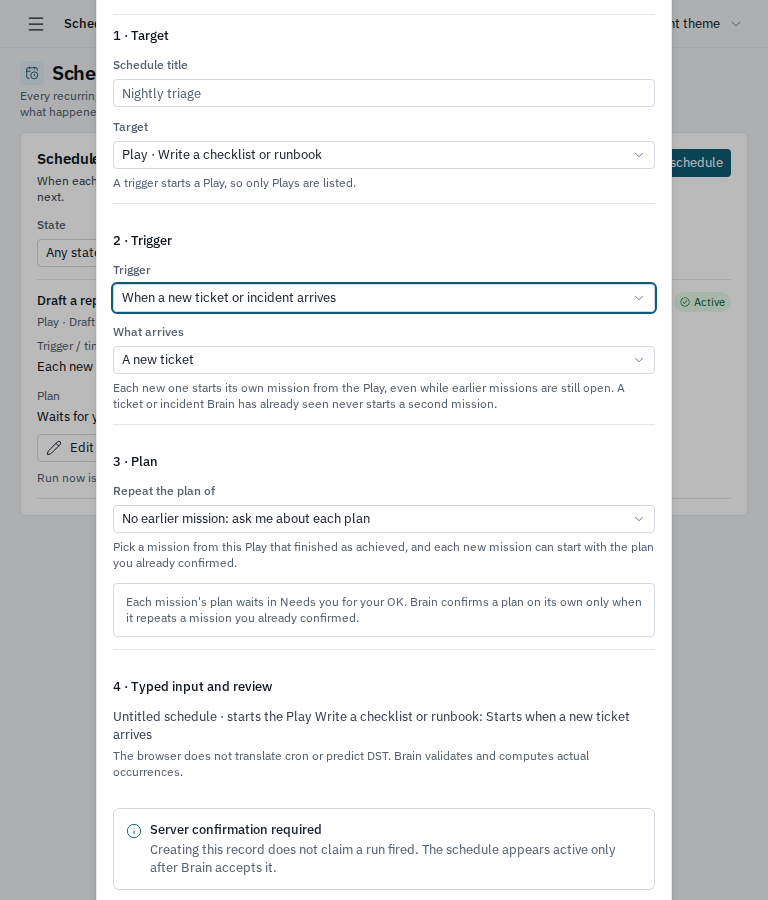 Sched
nt theme
Sche
Every recurrin
what happene
Schedule
When each
next.
State
Any state
schedule
Draft a rep
Active
Play · Draft
Trigger / tim
Each new
Plan
Waits for y
Edit
Run now is
1 · Target
Schedule title
Nightly triage
Target
Play · Write a checklist or runbook
A trigger starts a Play, so only Plays are listed.
2 · Trigger
Trigger
When a new ticket or incident arrives
What arrives
A new ticket
Each new one starts its own mission from the Play, even while earlier missions are still open. A
ticket or incident Brain has already seen never starts a second mission.
3 · Plan
Repeat the plan of
No earlier mission: ask me about each plan
Pick a mission from this Play that finished as achieved, and each new mission can start with the plan
you already confirmed.
Each mission's plan waits in Needs you for your OK. Brain confirms a plan on its own only when
it repeats a mission you already confirmed.
4 · Typed input and review
Untitled schedule · starts the Play Write a checklist or runbook: Starts when a new ticket
arrives
The browser does not translate cron or predict DST. Brain validates and computes actual
occurrences.
Server confirmation required
Creating this record does not claim a run fired. The schedule appears active only
after Brain accepts it.